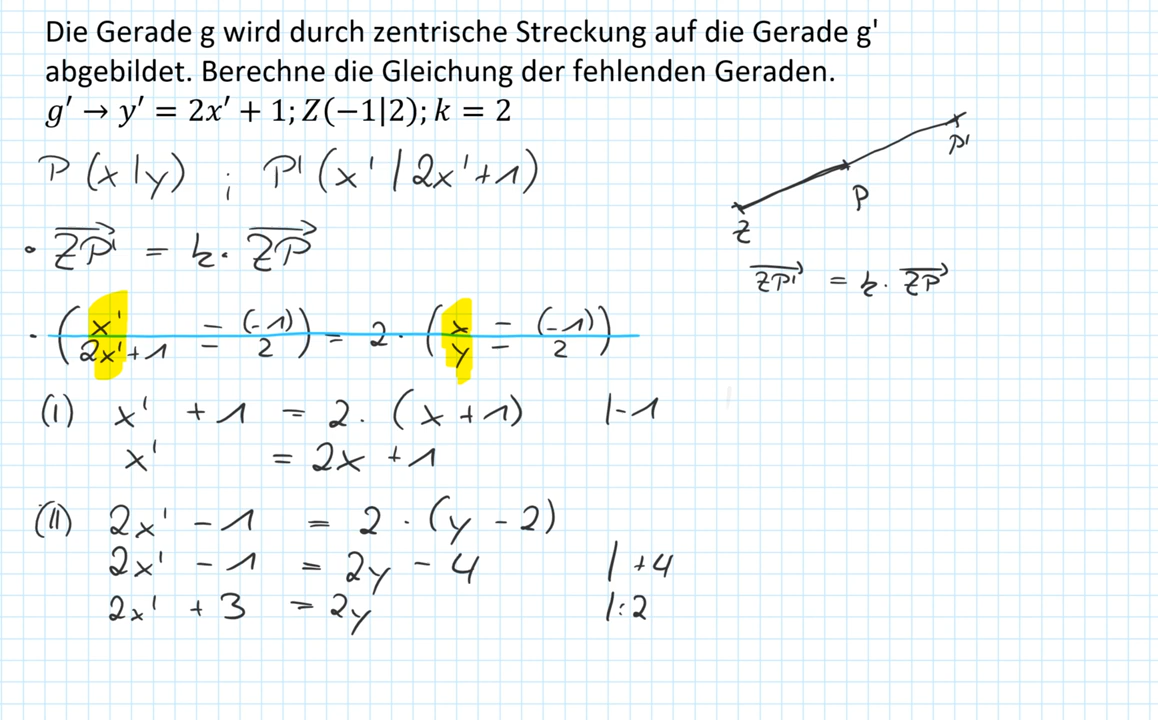 Die Gerade g wird durch zentrische Streckung auf die Gerade g'
abgebildet. Berechne die Gleichung der fehlenden Geraden.
g' → y' = 2x' + 1; Z(−1|2); k = 2
P (x|y) ; P' (x' | 2x'+1)
• ZP' = k · ZP
• (x' = (-1)) = 2 · (x = (-1))
(2x'+1 = 2) (y = 2)
(I) x' + 1 = 2 · (x + 1) |-1
x' = 2x + 1
(II) 2x' - 1 = 2 · (y - 2)
2x' - 1 = 2y - 4 | +4
2x' + 3 = 2y |:2
P'
P
Z
ZP' = k · ZP